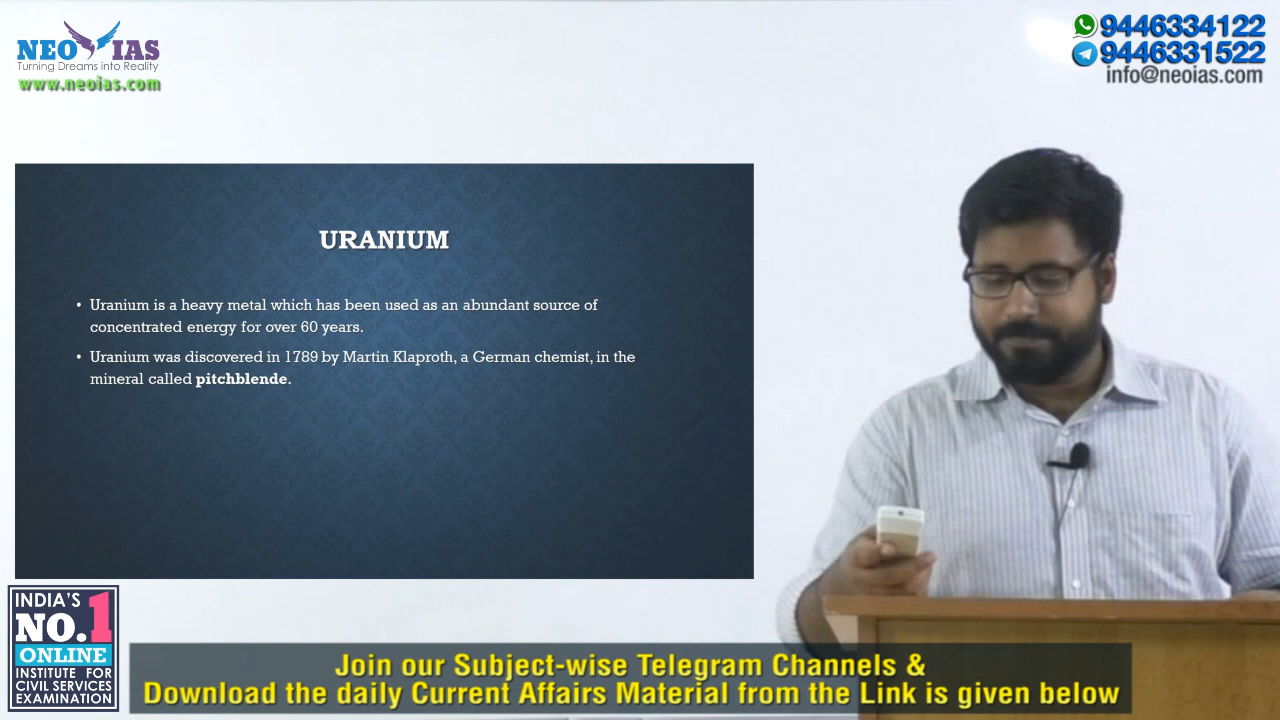 NEO IAS
Turning Dreams into Reality
www.neoias.com
9446334122
9446331522
info@neoias.com
URANIUM
• Uranium is a heavy metal which has been used as an abundant source of
concentrated energy for over 60 years.
• Uranium was discovered in 1789 by Martin Klaproth, a German chemist, in the
mineral called pitchblende.
INDIA'S
NO.1
ONLINE
INSTITUTE FOR
CIVIL SERVICES
EXAMINATION
Join our Subject-wise Telegram Channels &
Download the daily Current Affairs Material from the Link is given below